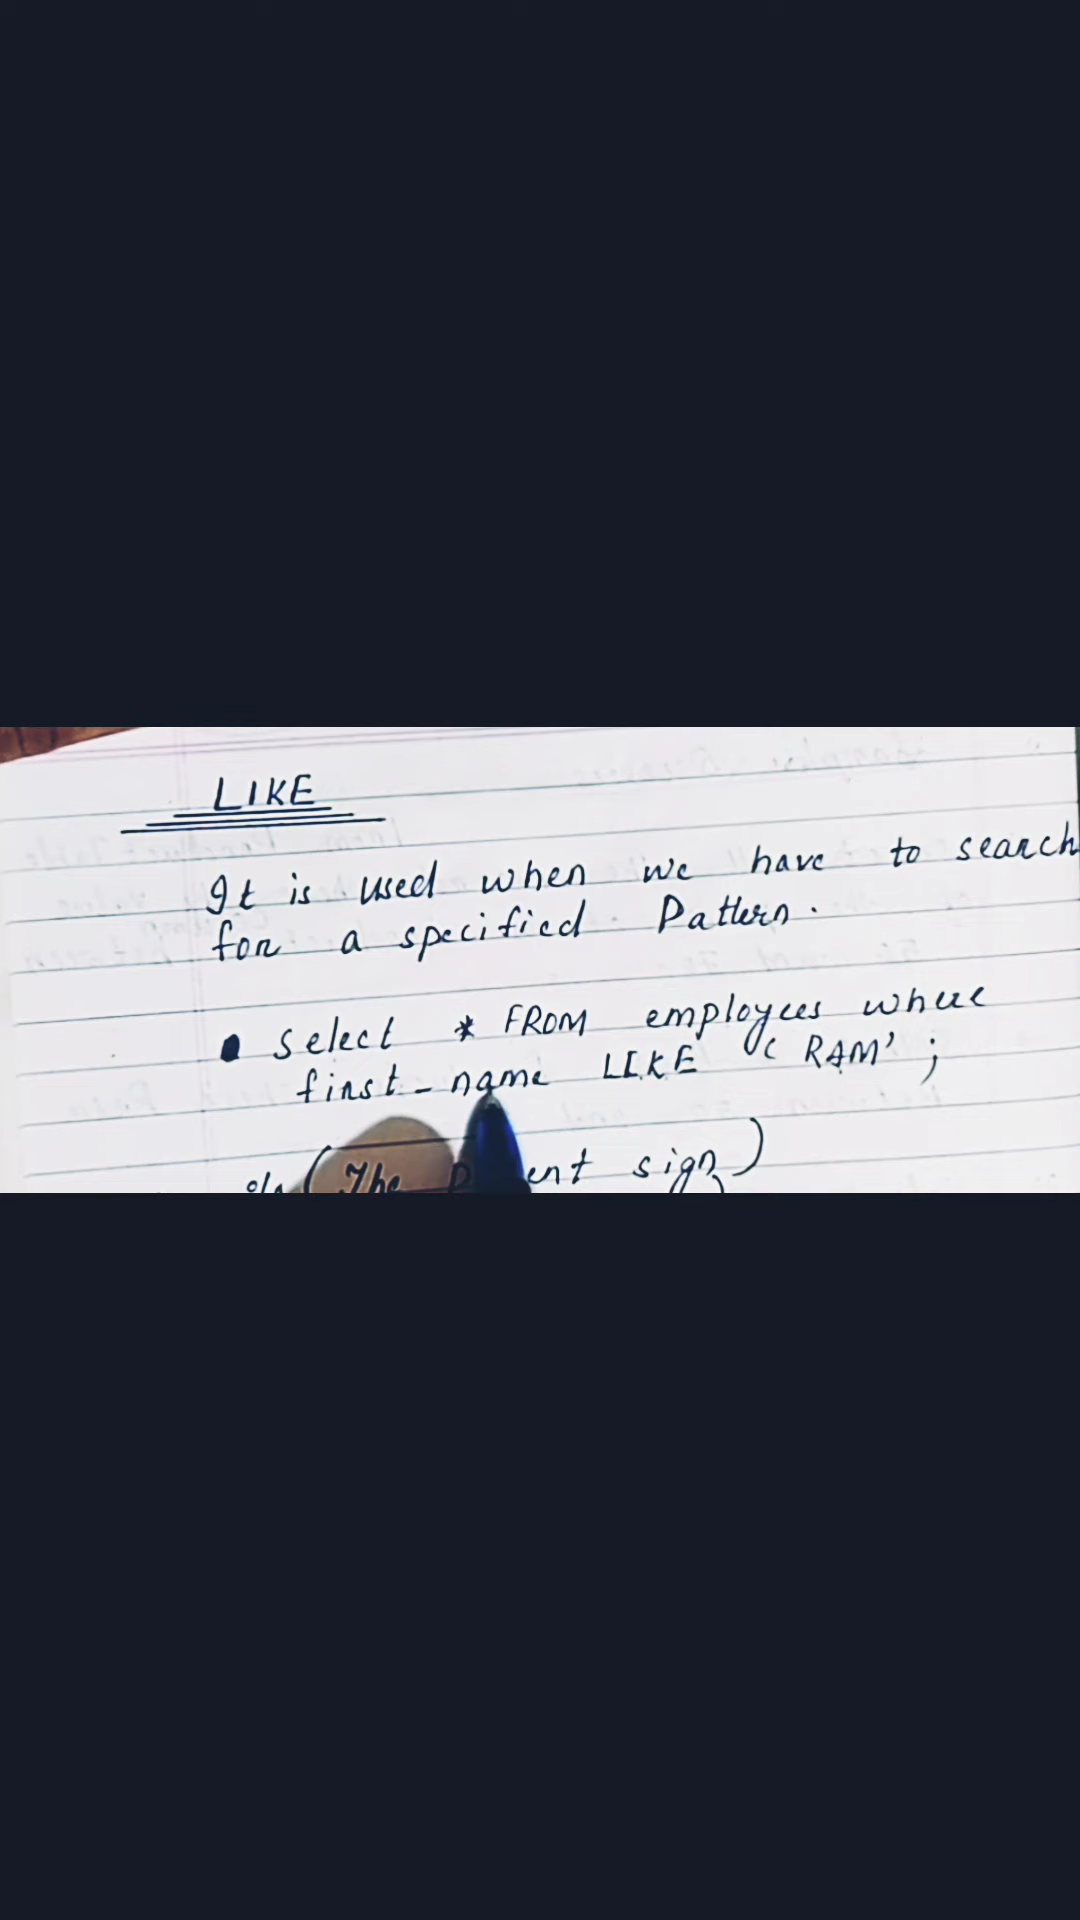 LIKE
It is used when we have to search
for a specified Pattern.
Select * FROM employees where
first_name LIKE ' RAM' ;
% (The sign)